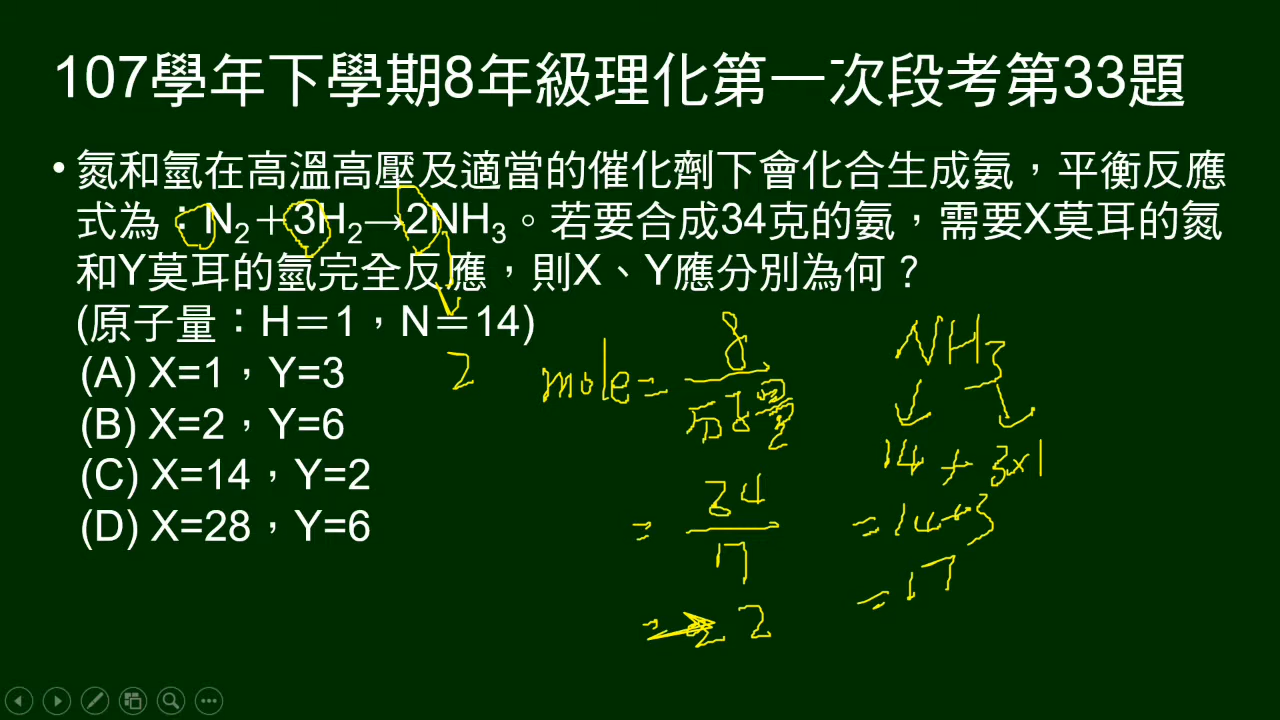 107學年下學期8年級理化第一次段考第33題
• 氮和氫在高溫高壓及適當的催化劑下會化合生成氨，平衡反應
式為：N₂＋3H₂→2NH₃。若要合成34克的氨，需要X莫耳的氮
和Y莫耳的氫完全反應，則X、Y應分別為何？
(原子量：H＝1，N＝14)
(A) X=1，Y=3
(B) X=2，Y=6
(C) X=14，Y=2
(D) X=28，Y=6
2
mole = g / 分子量
= 34 / 17
= 2
NH₃
14 + 3×1
= 14+3
= 17